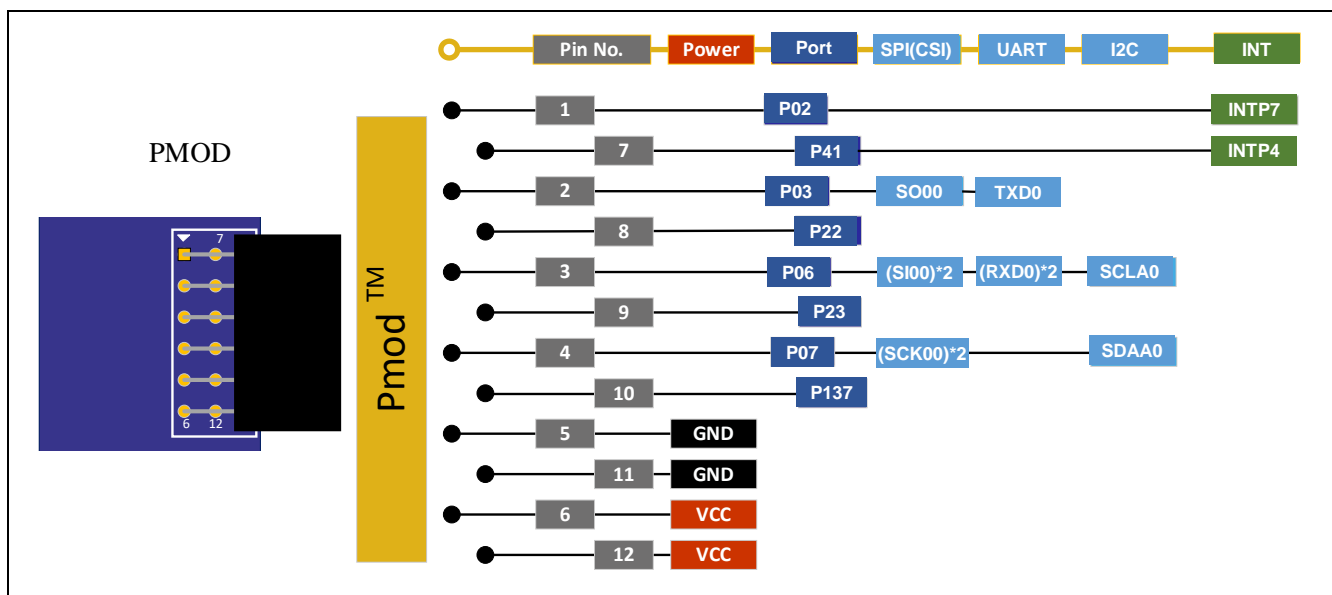 Pin No. Power Port SPI(CSI) UART I2C INT
1 P02 INTP7
PMOD
7 P41 INTP4
2 P03 SO00 TXD0
8 P22
3 P06 (SI00)*2 (RXD0)*2 SCLA0
9 P23
4 P07 (SCK00)*2 SDAA0
10 P137
5 GND
11 GND
6 VCC
12 VCC
Pmod TM
7
6 12